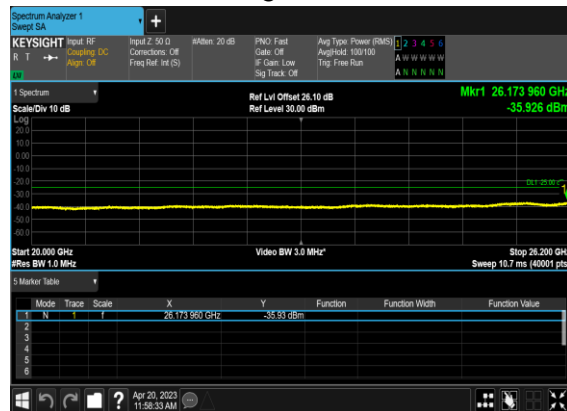 Spectrum Analyzer 1
Swept SA
KEYSIGHT Input: RF Input Z: 50 Ω #Atten: 20 dB PNO: Fast Avg Type: Power (RMS) 1 2 3 4 5 6
R T Coupling: DC Corrections: Off Gate: Off Avg|Hold: 100/100 A W W W W W
Align: Off Freq Ref: Int (S) IF Gain: Low Trig: Free Run
Sig Track: Off A N N N N N
1 Spectrum
Ref Lvl Offset 26.10 dB Mkr1 26.173 960 GHz
Scale/Div 10 dB Ref Level 30.00 dBm -35.926 dBm
Log
20.0
10.0
0.00
-10.0
-20.0
DL1 -25.00
1
-30.0
-40.0
-50.0
-60.0
Start 20.000 GHz Video BW 3.0 MHz* Stop 26.200 GHz
#Res BW 1.0 MHz Sweep 10.7 ms (40001 pts
5 Marker Table
Mode Trace Scale X Y Function Function Width Function Value
1 N 1 f 26.173 960 GHz -35.93 dBm
2
3
4
5
6
? Apr 20, 2023
11:58:33 AM